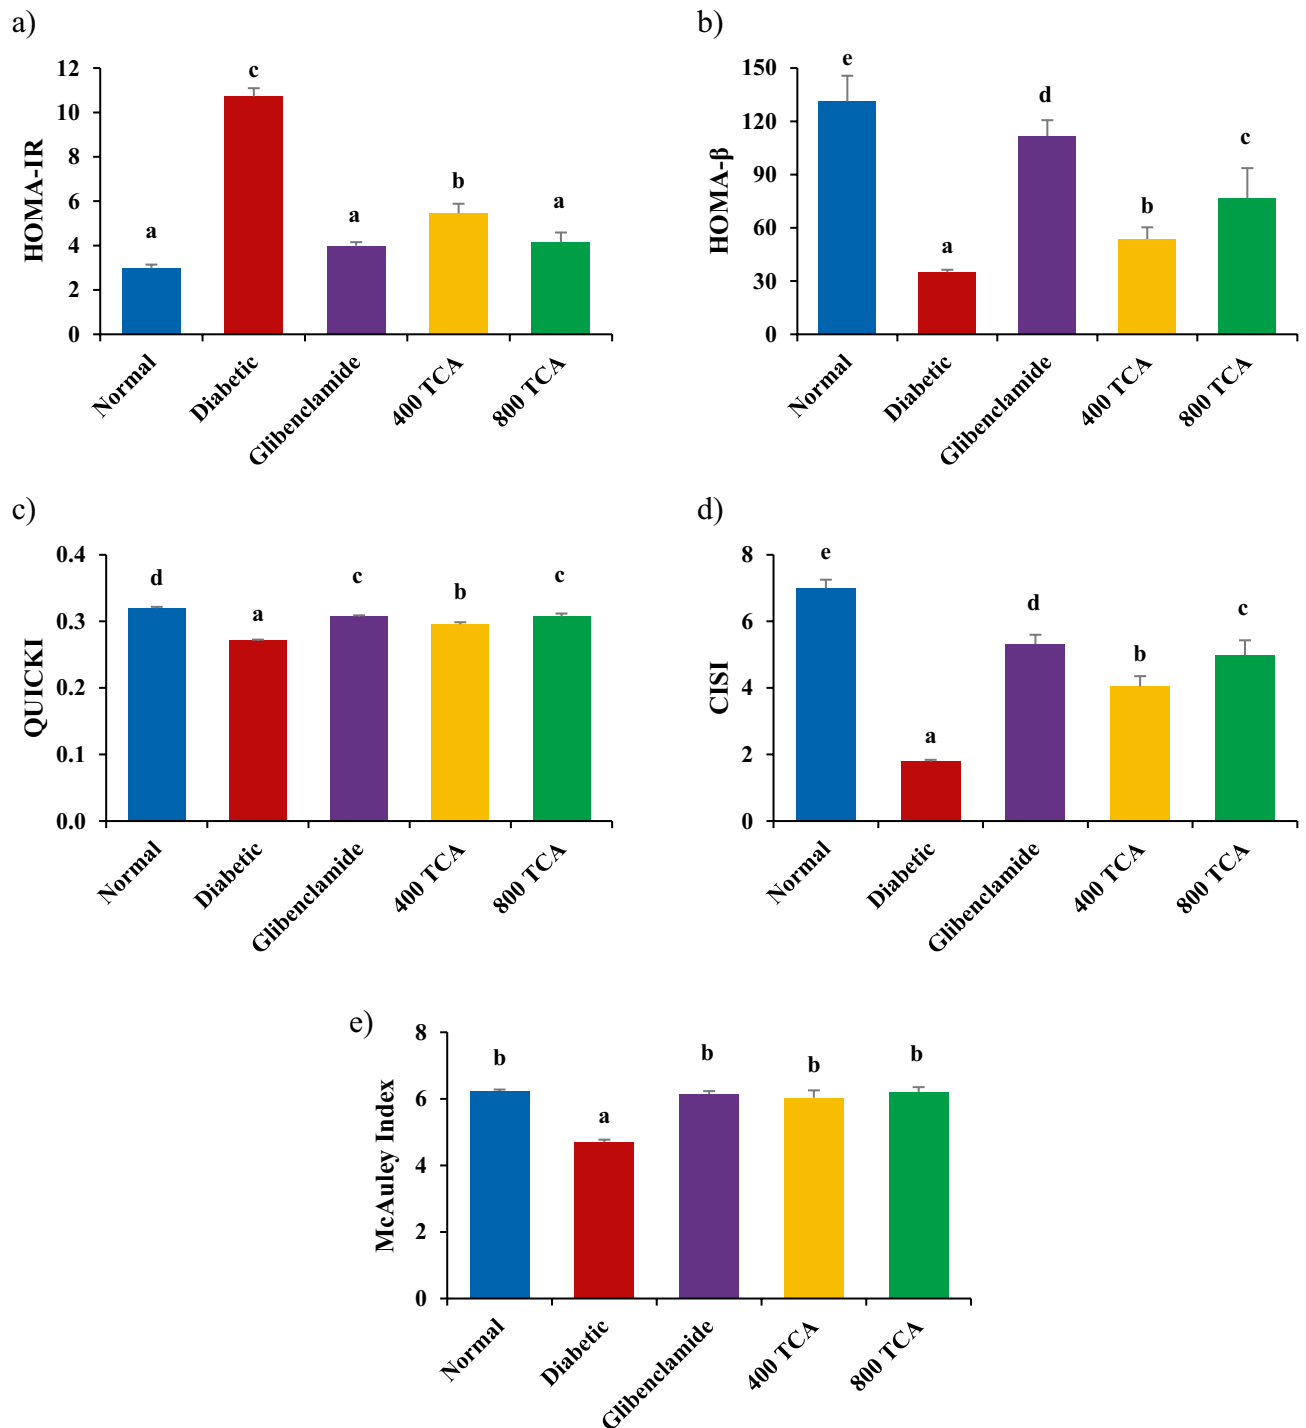 a)
HOMA-IR
12
10
8
6
4
2
0
a
c
a
b
a
Normal
Diabetic
Glibenclamide
400 TCA
800 TCA
b)
HOMA-β
150
120
90
60
30
0
e
a
d
b
c
Normal
Diabetic
Glibenclamide
400 TCA
800 TCA
c)
QUICKI
0.4
0.3
0.2
0.1
0.0
d
a
c
b
c
Normal
Diabetic
Glibenclamide
400 TCA
800 TCA
d)
CISI
8
6
4
2
0
e
a
d
b
c
Normal
Diabetic
Glibenclamide
400 TCA
800 TCA
e)
McAuley Index
8
6
4
2
0
b
a
b
b
b
Normal
Diabetic
Glibenclamide
400 TCA
800 TCA